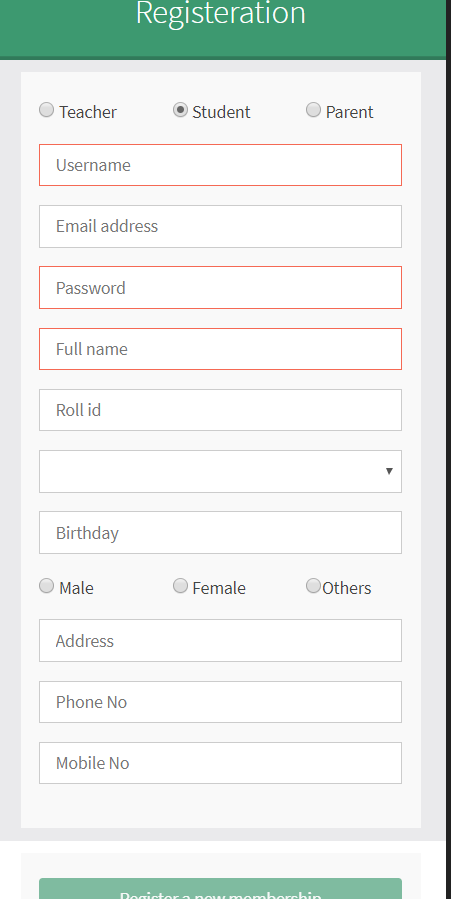 Registeration
Teacher Student Parent
Username
Email address
Password
Full name
Roll id
Birthday
Male Female Others
Address
Phone No
Mobile No
Register a new membership